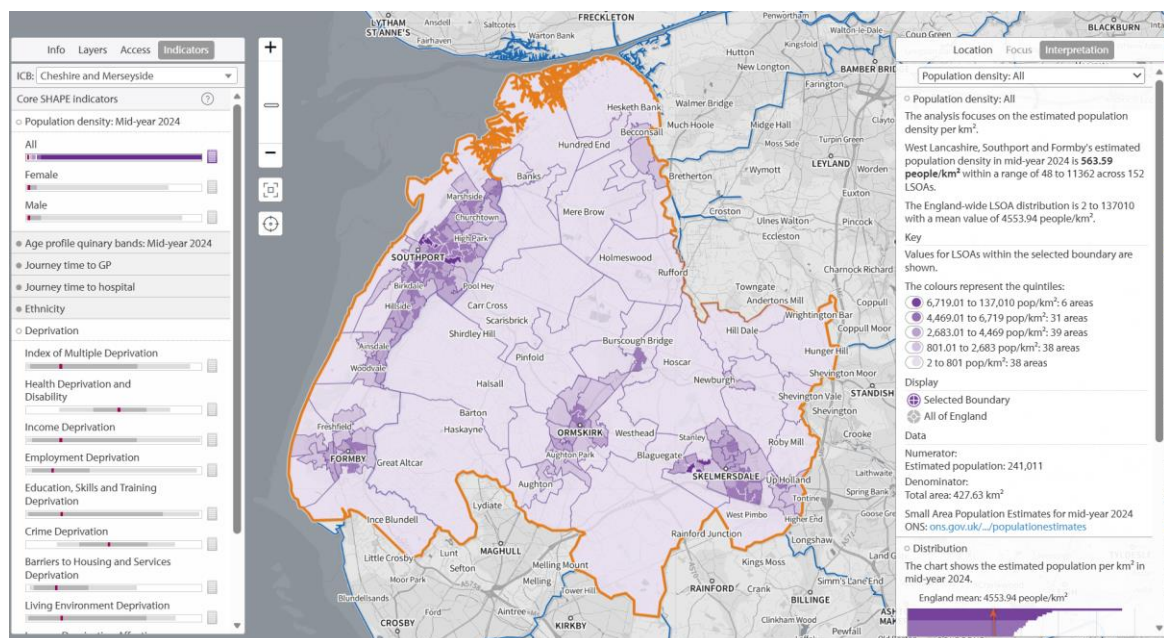 Info
Layers
Access
Indicators
ICB: Cheshire and Merseyside
Core SHAPE indicators
?
Population density: Mid-year 2024
All
Female
Male
Age profile quinary bands: Mid-year 2024
Journey time to GP
Journey time to hospital
Ethnicity
Deprivation
Index of Multiple Deprivation
Health Deprivation and
Disability
Income Deprivation
Employment Deprivation
Education, Skills and Training
Deprivation
Crime Deprivation
Barriers to Housing and Services
Deprivation
Living Environment Deprivation
+
−
LYTHAM
ST ANNE'S
Ansdell
Saltcotes
Fairhaven
Warton Bank
FRECKLETON
Penwortham
Walton-le-Dale
Coup Green
BLACKBURN
Hutton
Kingsfold
New Longton
BAMBER BRID
Farington
Hesketh Bank
Walmer Bridge
Becconsall
Much Hoole
Midge Hall
Turpin Green
Hundred End
Moss Side
LEYLAND
Banks
Bretherton
Wymott
Worden
Marshside
Euxton
Churchtown
Mere Brow
Croston
Ulnes Walton
Pincock
High Park
Eccleston
SOUTHPORT
Holmeswood
Birkdale
Pool Hey
Rufford
Charnock Richard
Hillside
Carr Cross
Towngate
Scarisbrick
Andertons Mill
Coppull
Wrightington Bar
Shirdley Hill
Hill Dale
Coppull Moor
Ainsdale
Burscough Bridge
Woodvale
Pinfold
Hoscar
Hunger Hill
Halsall
Newburgh
Shevington Moor
Shevington Vale
STANDISH
Barton
Shevington
Freshfield
Haskayne
ORMSKIRK
Westhead
Stanley
Roby Mill
Crooke
FORMBY
Great Altcar
Aughton Park
Blaguegate
Laithwaite
SKELMERSDALE
Up Holland
Aughton
Tontine
Spring Bank
West Pimbo
Ince Blundell
Lydiate
Higher End
Goose Gre
Rainford Junction
Longshaw
Little Crosby
Lunt
MAGHULL
Kings Moss
Land G
Sefton
Melling Mount
Moor Park
Melling
Simm's Lane End
Blundellsands
Tower Hill
RAINFORD
Crank
BILLINGE
Ford
Aintree
Clinkham Wood
CROSBY
KIRKBY
Pewfall
Location
Focus
Interpretation
Population density: All
Population density: All
The analysis focuses on the estimated population
density per km².
West Lancashire, Southport and Formby's estimated
population density in mid-year 2024 is 563.59
people/km² within a range of 48 to 11362 across 152
LSOAs.
The England-wide LSOA distribution is 2 to 137010
with a mean value of 4553.94 people/km².
Key
Values for LSOAs within the selected boundary are
shown.
The colours represent the quintiles:
6,719.01 to 137,010 pop/km²: 6 areas
4,469.01 to 6,719 pop/km²: 31 areas
2,683.01 to 4,469 pop/km²: 39 areas
801.01 to 2,683 pop/km²: 38 areas
2 to 801 pop/km²: 38 areas
Display
Selected Boundary
All of England
Data
Numerator:
Estimated population: 241,011
Denominator:
Total area: 427.63 km²
Small Area Population Estimates for mid-year 2024
ONS: ons.gov.uk/.../populationestimates
Distribution
The chart shows the estimated population per km² in
mid-year 2024.
England mean: 4553.94 people/km²